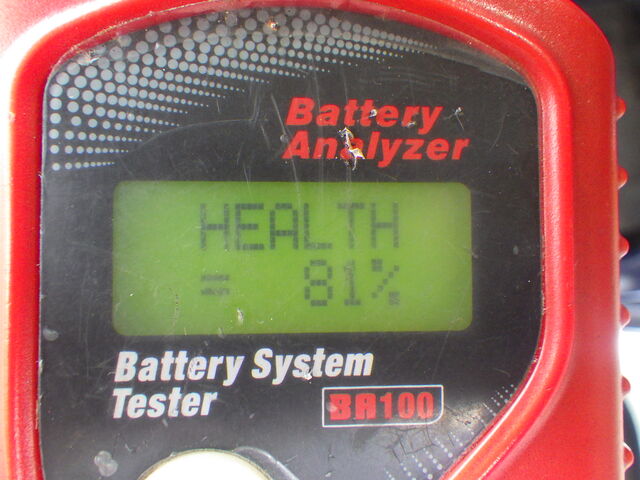 Battery
Analyzer
HEALTH
= 81%
Battery System
Tester
BA100